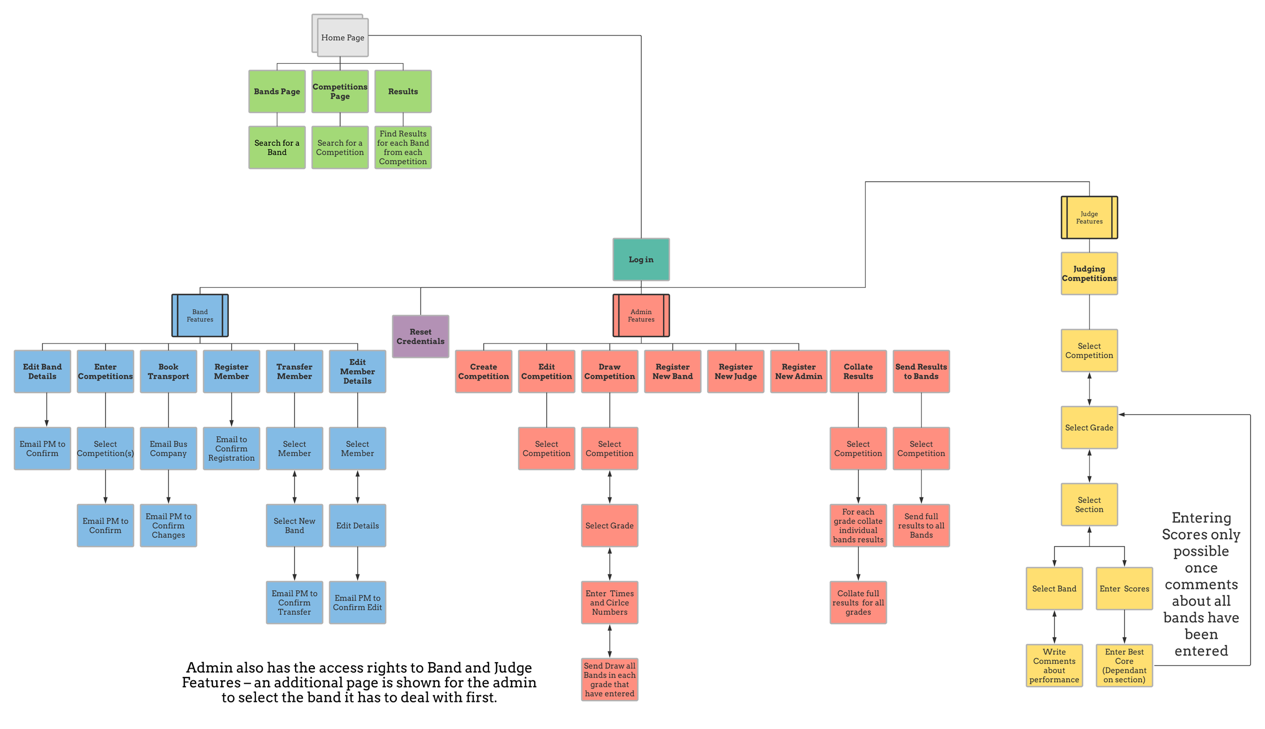 Home Page
Bands Page
Competitions
Page
Results
Search for a
Band
Search for a
Competition
Find Results
for each Band
from each
Competition
Log in
Judge
Features
Judging
Competitions
Band
Features
Reset
Credentials
Admin
Features
Edit Band
Details
Enter
Competitions
Book
Transport
Register
Member
Transfer
Member
Edit
Member
Details
Create
Competition
Edit
Competition
Draw
Competition
Register
New Band
Register
New Judge
Register
New Admin
Collate
Results
Send Results
to Bands
Select
Competition
Select Grade
Email PM to
Confirm
Select
Competition(s)
Email Bus
Company
Email to
Confirm
Registration
Select
Member
Select
Member
Select
Competition
Select
Competition
Select
Competition
Select
Competition
Select
Section
Email PM to
Confirm
Email PM to
Confirm
Changes
Select New
Band
Edit Details
Select Grade
For each
grade collate
individual
bands results
Send full
results to all
Bands
Email PM to
Confirm
Transfer
Email PM to
Confirm Edit
Enter Times
and Cirlce
Numbers
Collate full
results for all
grades
Select Band
Enter Scores
Send Draw all
Bands in each
grade that
have entered
Write
Comments
about
performance
Enter Best
Core
(Dependant
on section)
Entering
Scores only
possible
once
comments
about all
bands have
been
entered
Admin also has the access rights to Band and Judge
Features – an additional page is shown for the admin
to select the band it has to deal with first.